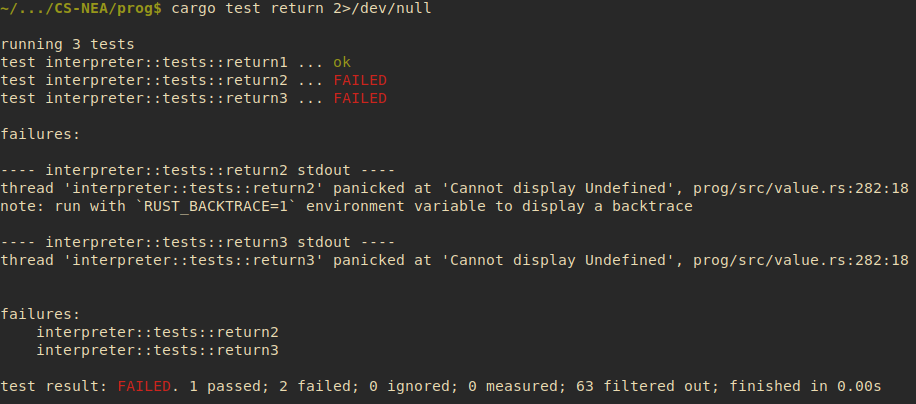 ~/.../CS-NEA/prog$ cargo test return 2>/dev/null
running 3 tests
test interpreter::tests::return1 ... ok
test interpreter::tests::return2 ... FAILED
test interpreter::tests::return3 ... FAILED
failures:
---- interpreter::tests::return2 stdout ----
thread 'interpreter::tests::return2' panicked at 'Cannot display Undefined', prog/src/value.rs:282:18
note: run with `RUST_BACKTRACE=1` environment variable to display a backtrace
---- interpreter::tests::return3 stdout ----
thread 'interpreter::tests::return3' panicked at 'Cannot display Undefined', prog/src/value.rs:282:18
failures:
    interpreter::tests::return2
    interpreter::tests::return3
test result: FAILED. 1 passed; 2 failed; 0 ignored; 0 measured; 63 filtered out; finished in 0.00s